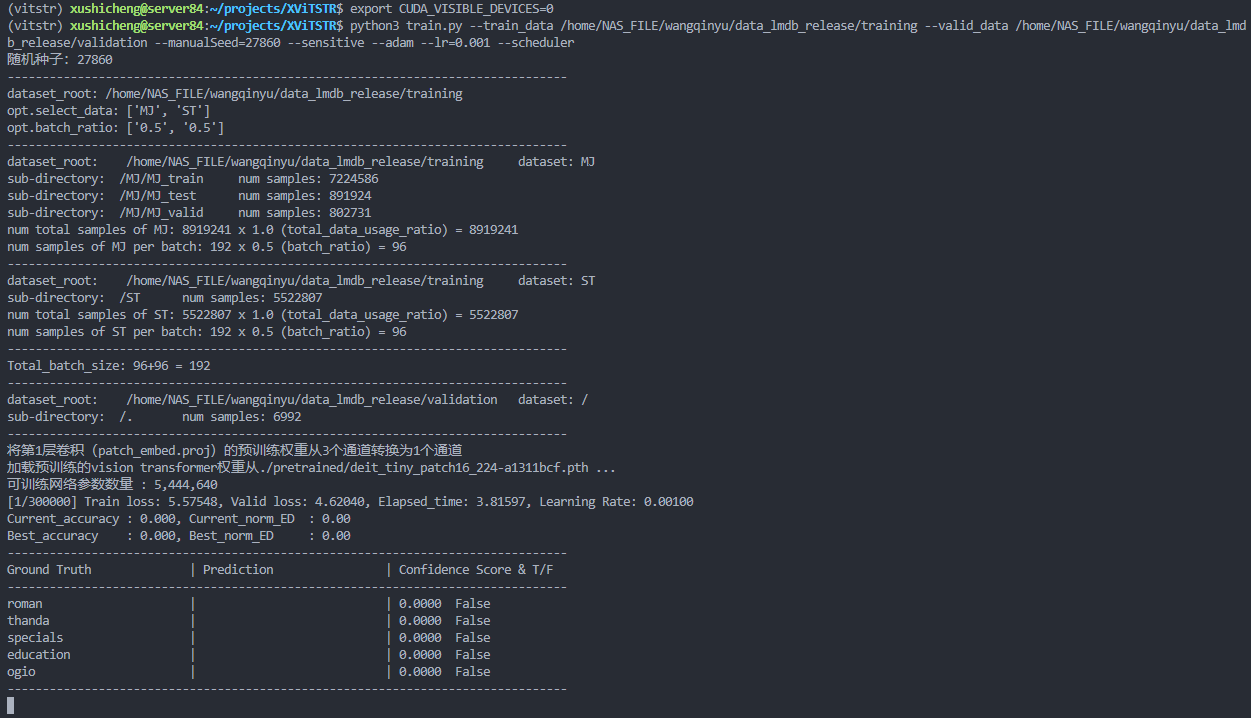 (vitstr) xushicheng@server84:~/projects/XViTSTR$ export CUDA_VISIBLE_DEVICES=0
(vitstr) xushicheng@server84:~/projects/XViTSTR$ python3 train.py --train_data /home/NAS_FILE/wangqinyu/data_lmdb_release/training --valid_data /home/NAS_FILE/wangqinyu/data_lmd
b_release/validation --manualSeed=27860 --sensitive --adam --lr=0.001 --scheduler
随机种子: 27860
--------------------------------------------------------------------------------
dataset_root: /home/NAS_FILE/wangqinyu/data_lmdb_release/training
opt.select_data: ['MJ', 'ST']
opt.batch_ratio: ['0.5', '0.5']
--------------------------------------------------------------------------------
dataset_root:    /home/NAS_FILE/wangqinyu/data_lmdb_release/training     dataset: MJ
sub-directory:  /MJ/MJ_train     num samples: 7224586
sub-directory:  /MJ/MJ_test      num samples: 891924
sub-directory:  /MJ/MJ_valid     num samples: 802731
num total samples of MJ: 8919241 x 1.0 (total_data_usage_ratio) = 8919241
num samples of MJ per batch: 192 x 0.5 (batch_ratio) = 96
--------------------------------------------------------------------------------
dataset_root:    /home/NAS_FILE/wangqinyu/data_lmdb_release/training     dataset: ST
sub-directory:  /ST      num samples: 5522807
num total samples of ST: 5522807 x 1.0 (total_data_usage_ratio) = 5522807
num samples of ST per batch: 192 x 0.5 (batch_ratio) = 96
--------------------------------------------------------------------------------
Total_batch_size: 96+96 = 192
--------------------------------------------------------------------------------
dataset_root:    /home/NAS_FILE/wangqinyu/data_lmdb_release/validation   dataset: /
sub-directory:  /.       num samples: 6992
--------------------------------------------------------------------------------
将第1层卷积（patch_embed.proj）的预训练权重从3个通道转换为1个通道
加载预训练的vision transformer权重从./pretrained/deit_tiny_patch16_224-a1311bcf.pth ...
可训练网络参数数量 : 5,444,640
[1/300000] Train loss: 5.57548, Valid loss: 4.62040, Elapsed_time: 3.81597, Learning Rate: 0.00100
Current_accuracy : 0.000, Current_norm_ED  : 0.00
Best_accuracy    : 0.000, Best_norm_ED     : 0.00
--------------------------------------------------------------------------------
Ground Truth              | Prediction                | Confidence Score & T/F
--------------------------------------------------------------------------------
roman                     |                           | 0.0000  False
thanda                    |                           | 0.0000  False
specials                  |                           | 0.0000  False
education                 |                           | 0.0000  False
ogio                      |                           | 0.0000  False
--------------------------------------------------------------------------------